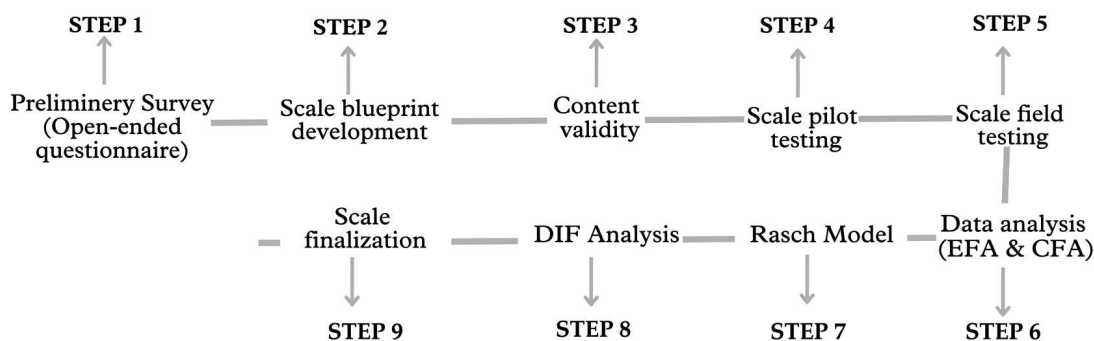 STEP 1
STEP 2
STEP 3
STEP 4
STEP 5
Preliminery Survey
(Open-ended
questionnaire)
Scale blueprint
development
Content
validity
Scale pilot
testing
Scale field
testing
Scale
finalization
DIF Analysis
Rasch Model
Data analysis
(EFA & CFA)
STEP 9
STEP 8
STEP 7
STEP 6